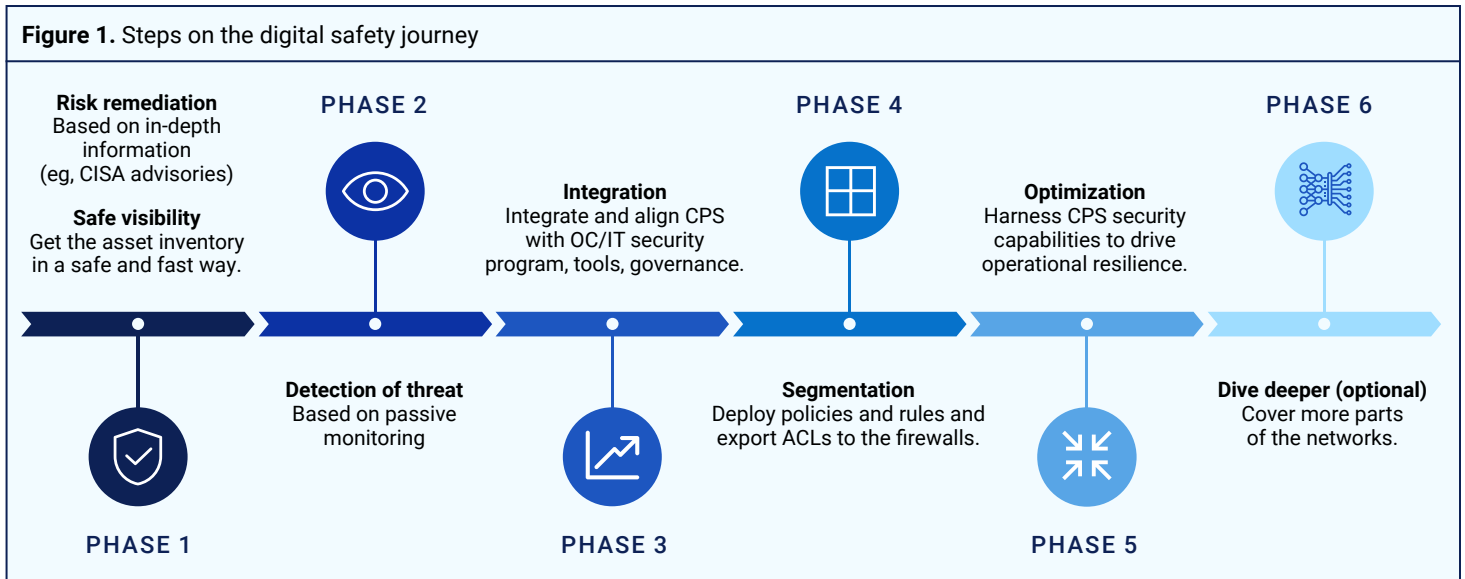 Figure 1. Steps on the digital safety journey
Risk remediation
Based on in-depth
information
(eg, CISA advisories)
Safe visibility
Get the asset inventory
in a safe and fast way.
PHASE 1
PHASE 2
Detection of threat
Based on passive
monitoring
Integration
Integrate and align CPS
with OC/IT security
program, tools, governance.
PHASE 3
PHASE 4
Segmentation
Deploy policies and rules and
export ACLs to the firewalls.
Optimization
Harness CPS security
capabilities to drive
operational resilience.
PHASE 5
PHASE 6
Dive deeper (optional)
Cover more parts
of the networks.